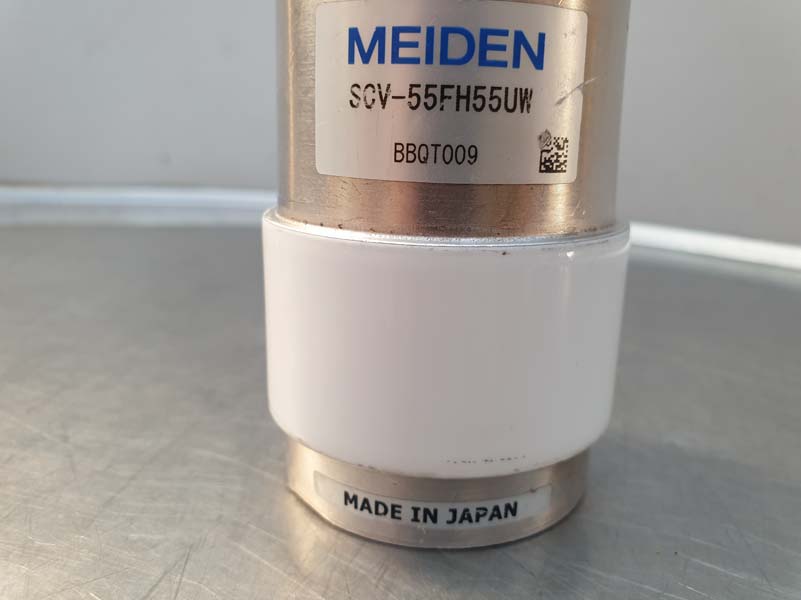 MEIDEN
SCV-55FH55UW
BBQT009
MADE IN JAPAN